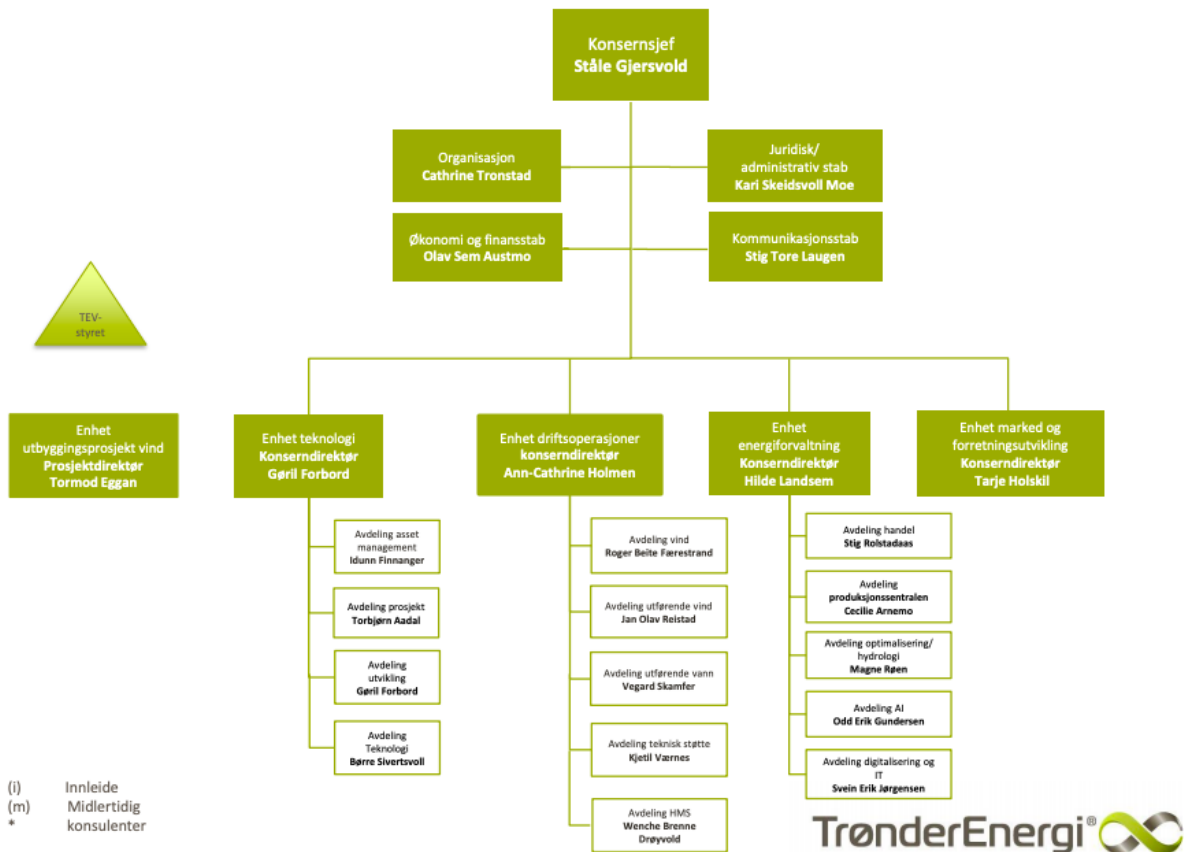 Konsernsjef
Ståle Gjersvold
Organisasjon
Cathrine Tronstad
Juridisk/
administrativ stab
Kari Skeidsvoll Moe
Økonomi og finansstab
Olav Sem Austmo
Kommunikasjonsstab
Stig Tore Laugen
TEV-
styret
Enhet
utbyggingsprosjekt vind
Prosjektdirektør
Tormod Eggan
Enhet teknologi
Konserndirektør
Gøril Forbord
Enhet driftsoperasjoner
konserndirektør
Ann-Cathrine Holmen
Enhet
energiforvaltning
Konserndirektør
Hilde Landsem
Enhet marked og
forretningsutvikling
Konserndirektør
Tarje Holskil
Avdeling asset
management
Idunn Finnanger
Avdeling prosjekt
Torbjørn Aadal
Avdeling
utvikling
Gøril Forbord
Avdeling
Teknologi
Børre Sivertsvoll
Avdeling vind
Roger Beite Færestrand
Avdeling utførende vind
Jan Olav Reistad
Avdeling utførende vann
Vegard Skamfer
Avdeling teknisk støtte
Kjetil Værnes
Avdeling HMS
Wenche Brenne
Drøyvold
Avdeling handel
Stig Rolstadaas
Avdeling
produksjonssentralen
Cecilie Arnemo
Avdeling optimalisering/
hydrologi
Magne Røen
Avdeling AI
Odd Erik Gundersen
Avdeling digitalisering og
IT
Svein Erik Jørgensen
(i) Innleide
(m) Midlertidig
* konsulenter
TrønderEnergi®